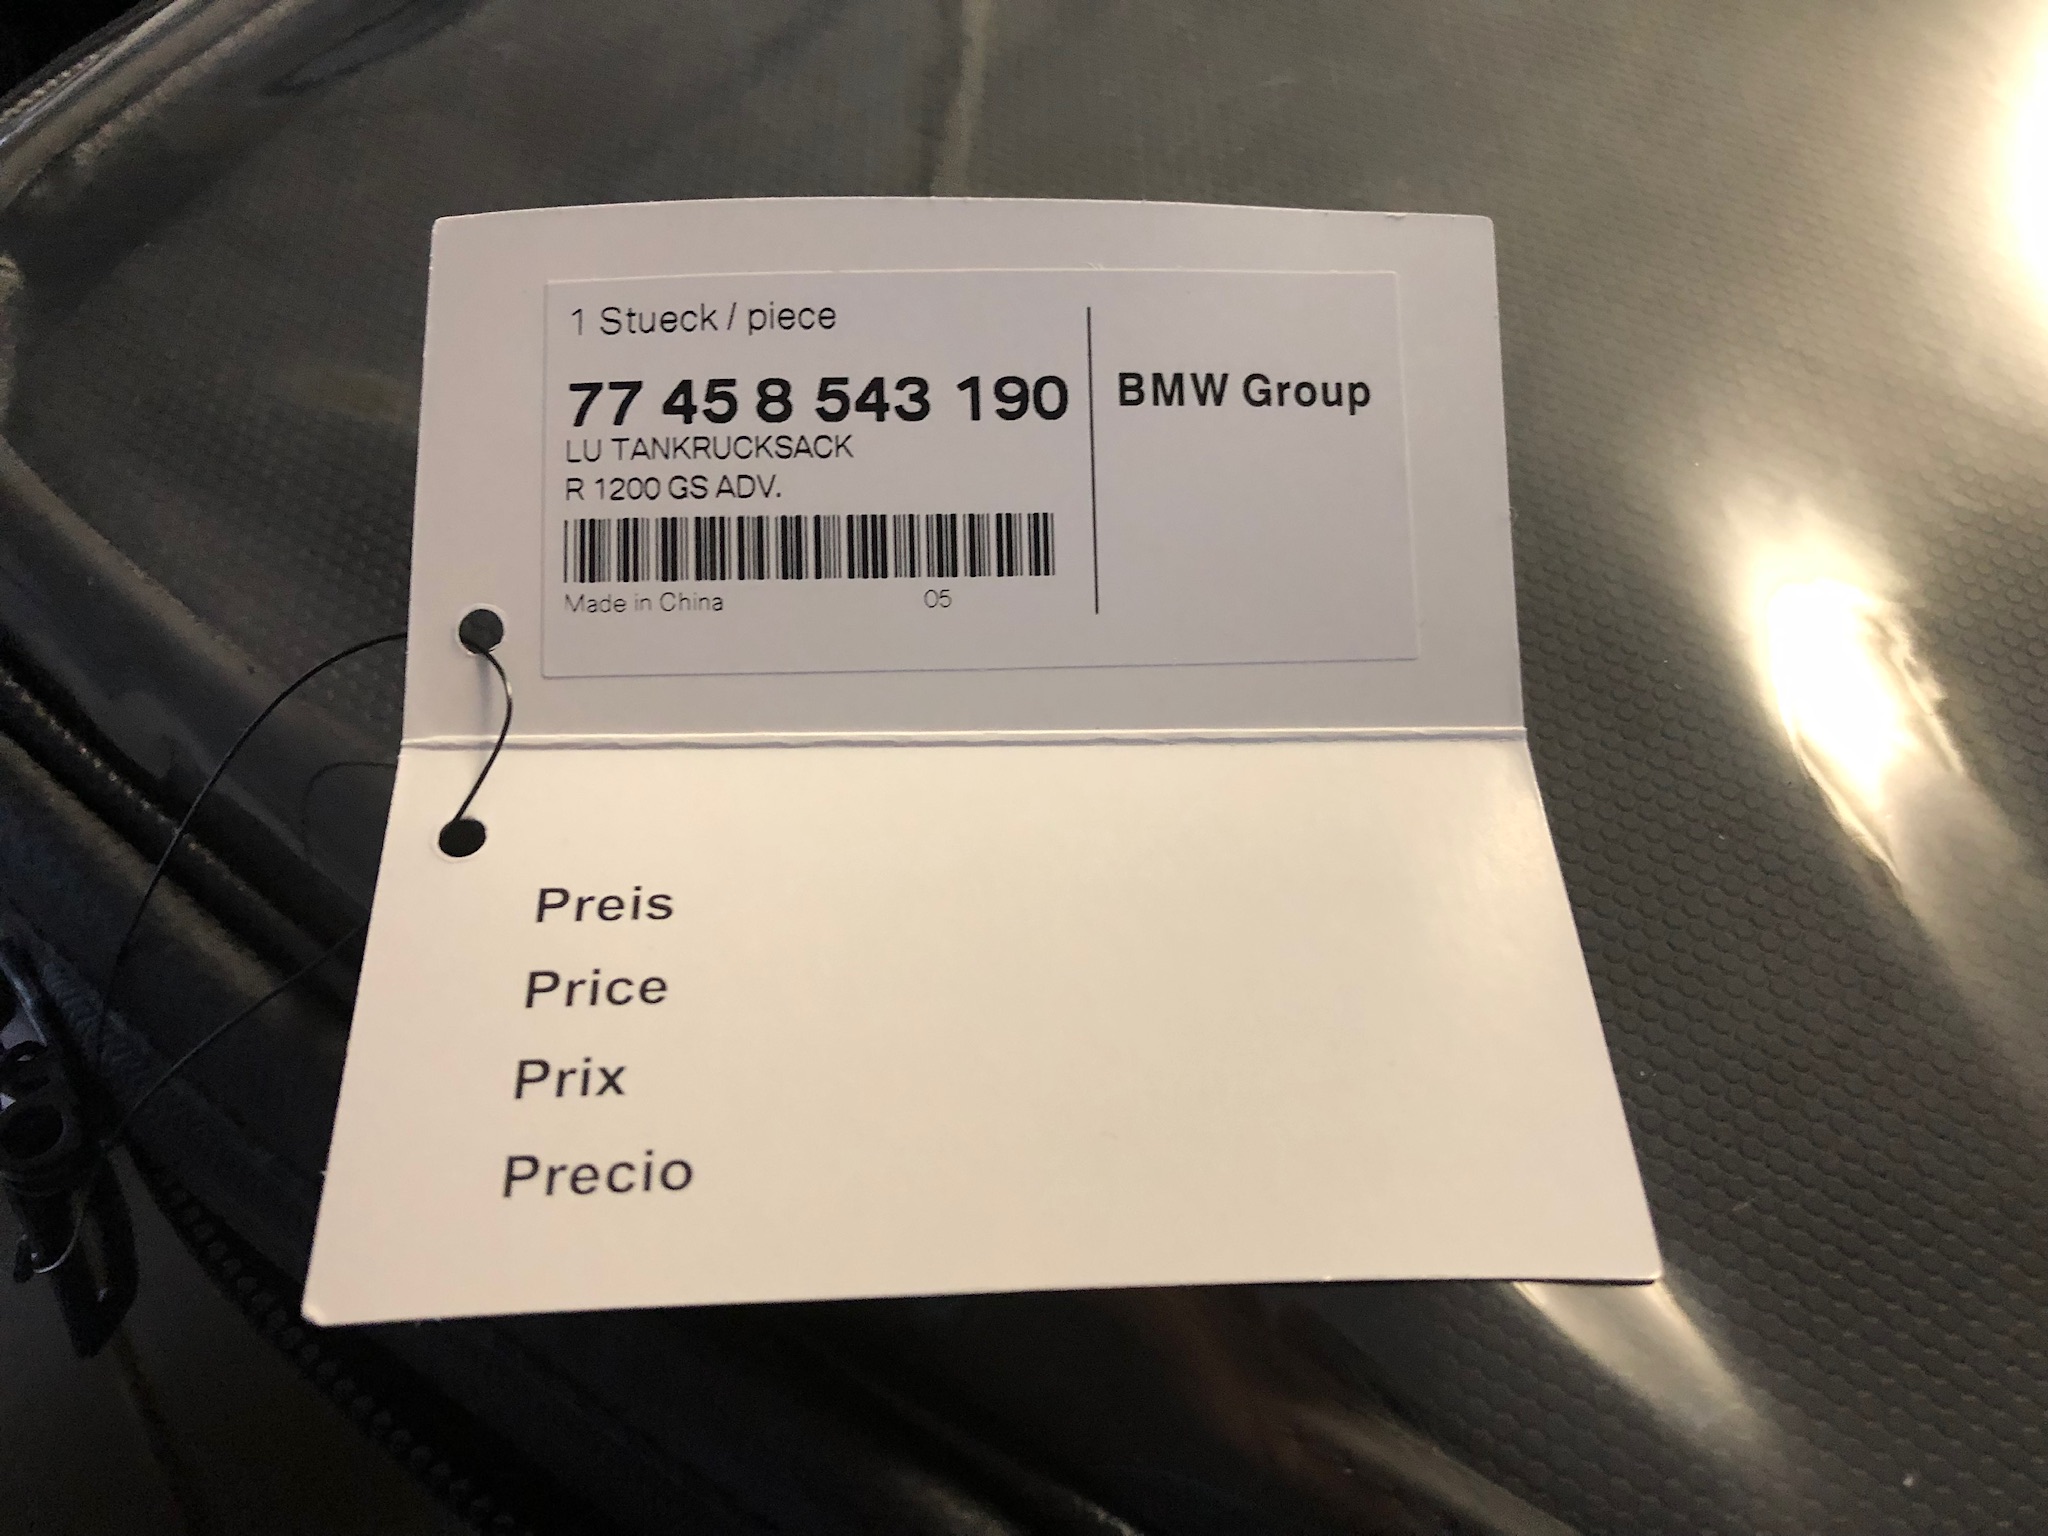 1 Stueck / piece
77 45 8 543 190
BMW Group
LU TANKRUCKSACK
R 1200 GS ADV.
Made in China 05
Preis
Price
Prix
Precio